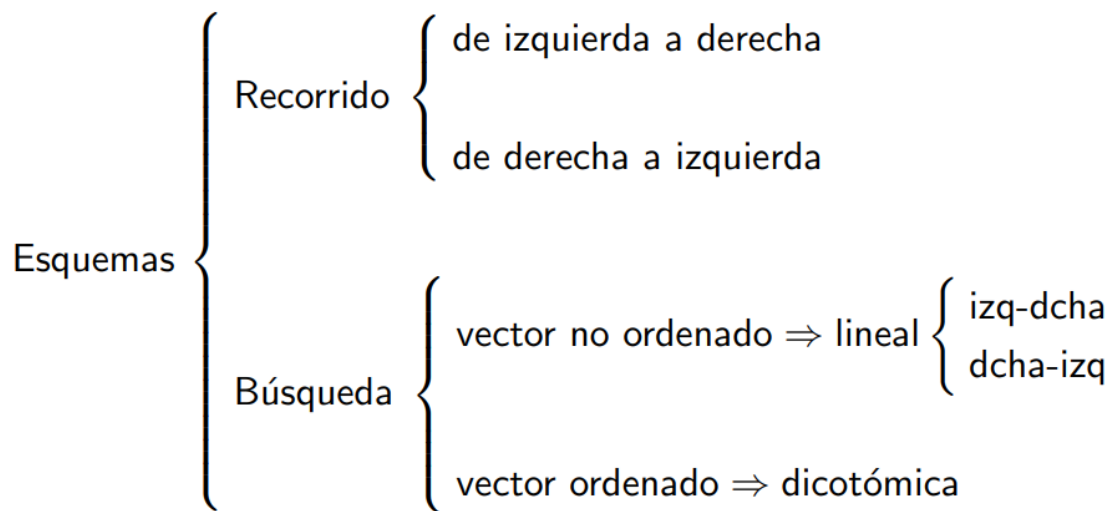 Esquemas
Recorrido
de izquierda a derecha
de derecha a izquierda
Búsqueda
vector no ordenado ⇒ lineal
izq-dcha
dcha-izq
vector ordenado ⇒ dicotómica